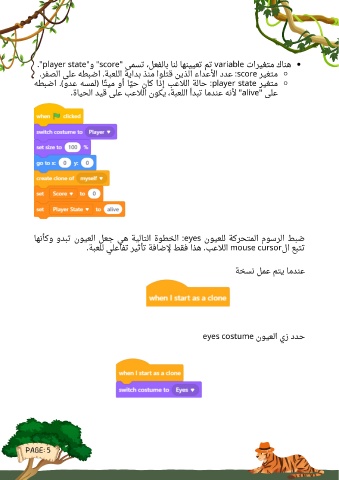 هناك متغيرات variable تم تعيينها لنا بالفعل، تسمى "score" و"player state".
متغير score: عدد الأعداء الذين قتلوا منذ بداية اللعبة. اضبطه على الصفر.
متغير player state: حالة اللاعب إذا كان حيًا أو ميتًا (لمسه عدو). اضبطه
على "alive" لأنه عندما تبدأ اللعبة، يكون اللاعب على قيد الحياة.
when clicked
switch costume to Player
set size to 100 %
go to x: 0 y: 0
create clone of myself
set Score to 0
set Player State to alive
ضبط الرسوم المتحركة للعيون eyes: الخطوة التالية هي جعل العيون تبدو وكأنها
تتبع الـ mouse cursor اللاعب. هذا فقط لإضافة تأثير تفاعلي للعبة.
عندما يتم عمل نسخة
when I start as a clone
حدد زي العيون eyes costume
when I start as a clone
switch costume to Eyes
PAGE: 5